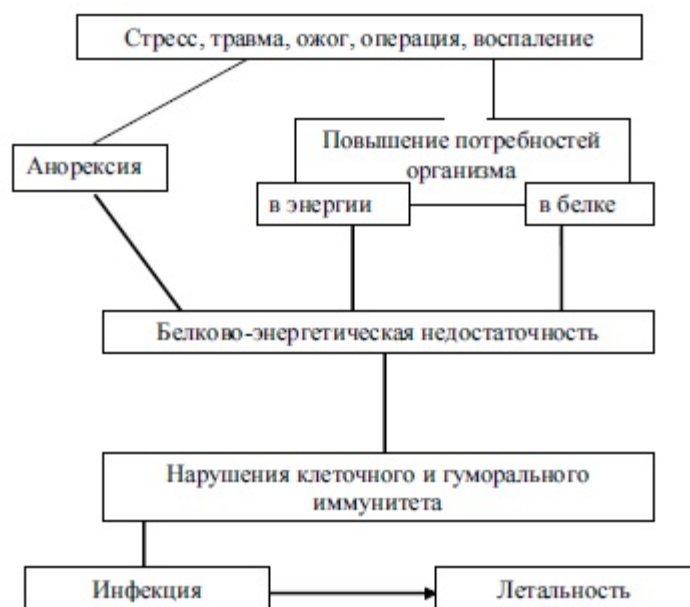 Стресс, травма, ожог, операция, воспаление
Повышение потребностей
организма
Анорексия
в энергии
в белке
Белково-энергетическая недостаточность
Нарушения клеточного и гуморального
иммунитета
Инфекция
Летальность